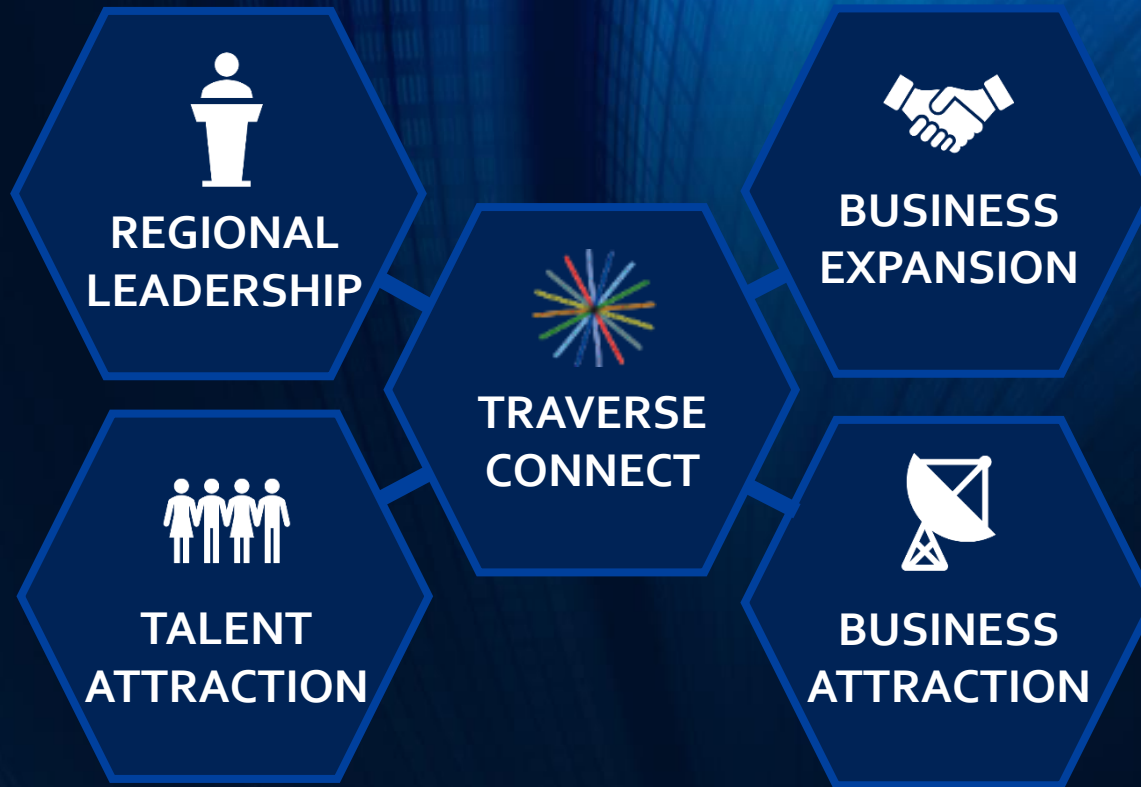 REGIONAL
LEADERSHIP
BUSINESS
EXPANSION
TRAVERSE
CONNECT
TALENT
ATTRACTION
BUSINESS
ATTRACTION